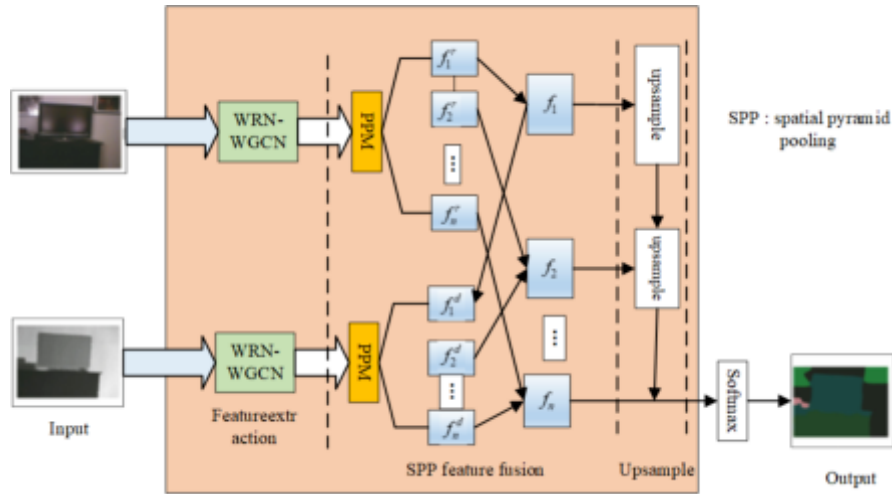 WRN-
WGCN
PPM
f₁ʳ
f₂ʳ
...
fₙʳ
f₁
f₂
...
fₙ
upsample
upsample
SPP : spatial pyramid
pooling
WRN-
WGCN
PPM
f₁ᵈ
f₂ᵈ
...
fₙᵈ
Softmax
Input
Featureextr
action
SPP feature fusion
Upsample
Output